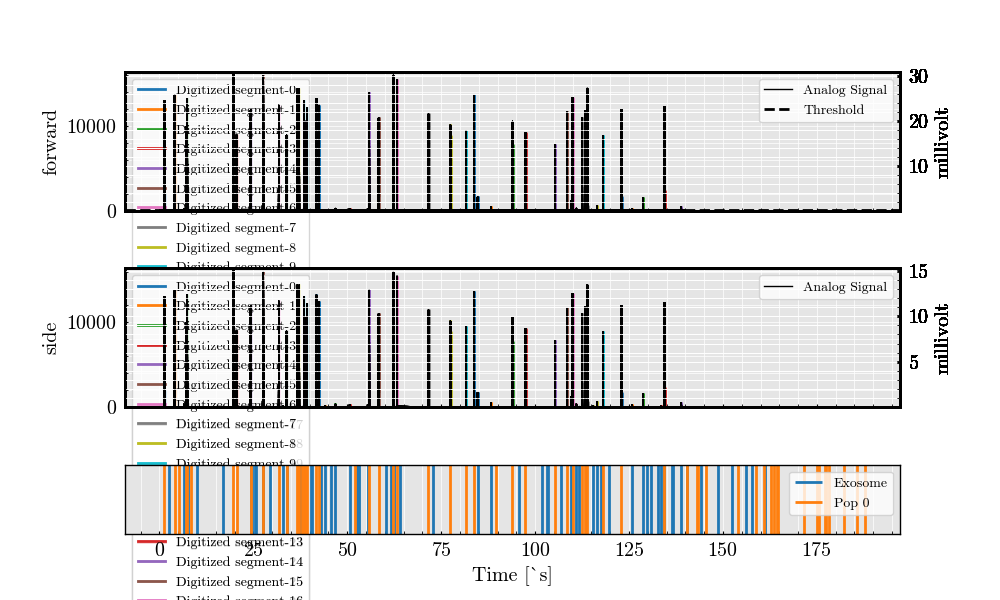 30
Digitized segment-0
Analog Signal
Digitized segment-1
Threshold
10000
20
Digitized segment-2
forward
millivolt
Digitized segment-3
10
Digitized segment-4
Digitized segment-5
Digitized segment-6
0
Digitized segment-7
Digitized segment-8
Digitized segment-9
15
Digitized segment-0
Analog Signal
Digitized segment-1
10000
10
Digitized segment-2
side
millivolt
Digitized segment-3
5
Digitized segment-4
Digitized segment-5
Digitized segment-6
0
Digitized segment-7
Digitized segment-8
Digitized segment-9
Exosome
Pop 0
Digitized segment-13
0 25 50 75 100 125 150 175
Digitized segment-14
Time [`s]
Digitized segment-15
Digitized segment-16